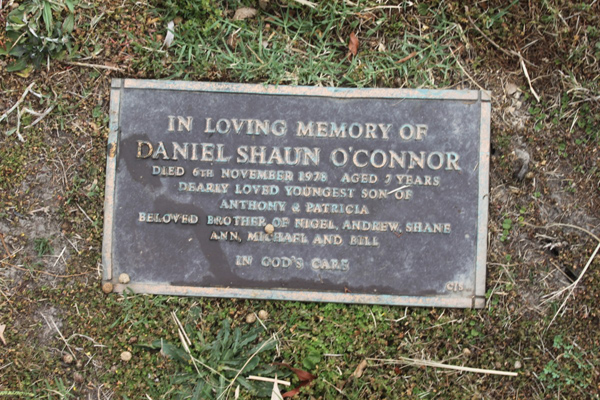 IN LOVING MEMORY OF
DANIEL SHAUN O'CONNOR
DIED 6TH NOVEMBER 1978 AGED 7 YEARS
DEARLY LOVED YOUNGEST SON OF
ANTHONY & PATRICIA
BELOVED BROTHER OF NIGEL, ANDREW, SHANE
ANN, MICHAEL AND BILL
IN GOD'S CARE